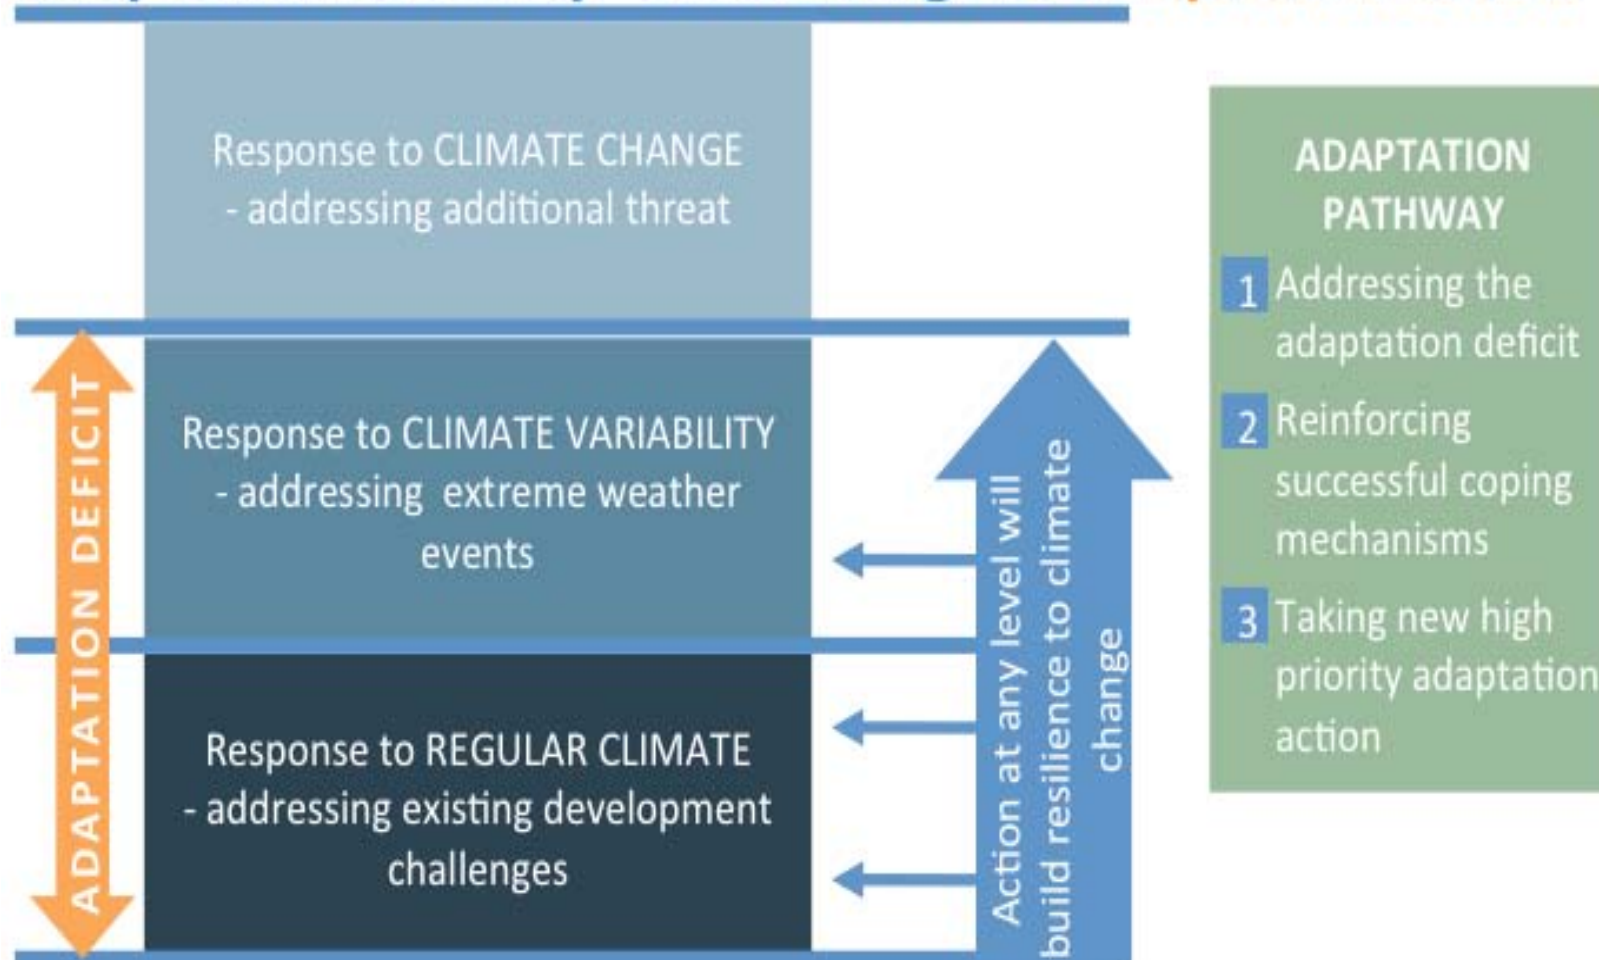 Response to CLIMATE CHANGE
- addressing additional threat
ADAPTATION DEFICIT
Response to CLIMATE VARIABILITY
- addressing extreme weather
events
Response to REGULAR CLIMATE
- addressing existing development
challenges
Action at any level will
build resilience to climate
change
ADAPTATION
PATHWAY
1 Addressing the
adaptation deficit
2 Reinforcing
successful coping
mechanisms
3 Taking new high
priority adaptation
action